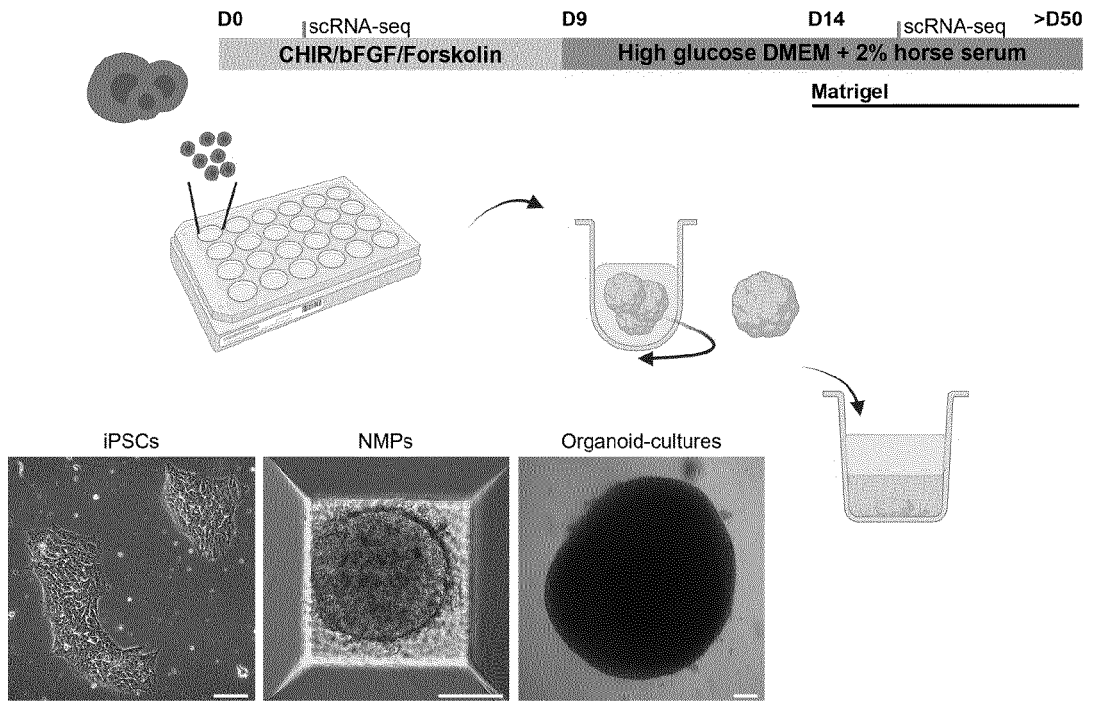 D0 D9 D14 >D50
scRNA-seq scRNA-seq
CHIR/bFGF/Forskolin High glucose DMEM + 2% horse serum
Matrigel
iPSCs NMPs Organoid-cultures